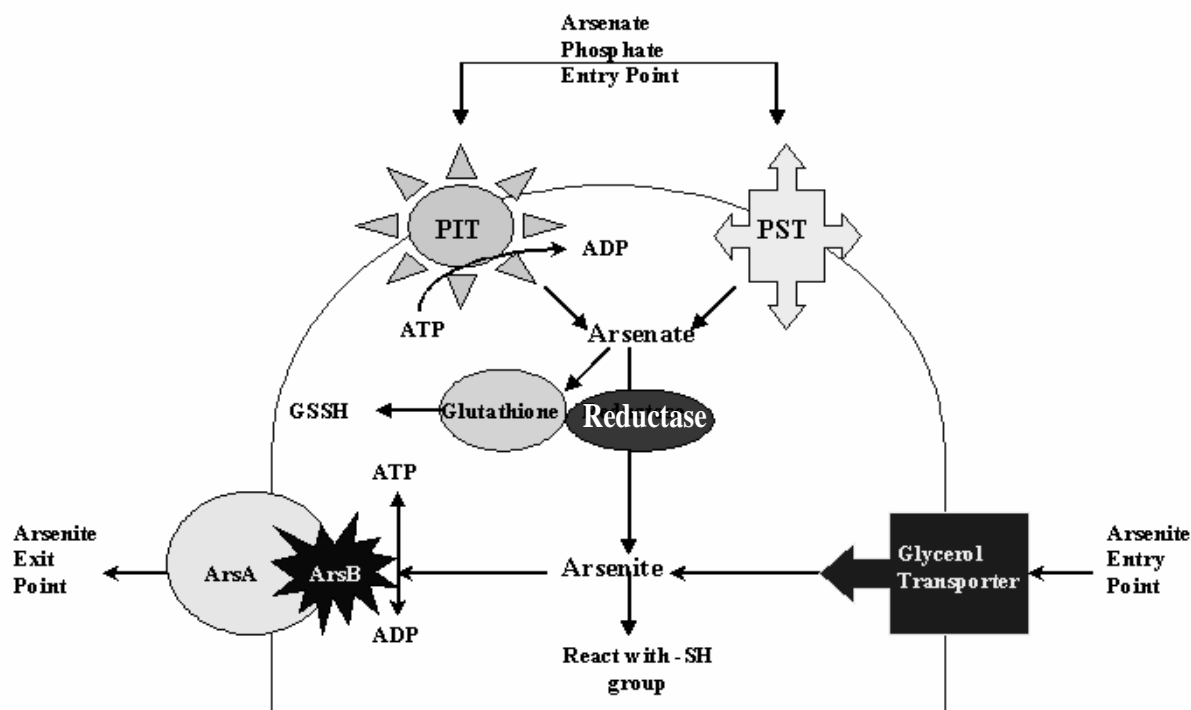 Arsenate
Phosphate
Entry Point
PIT
PST
ADP
ATP
Arsenate
GSSH
Glutathione
Reductase
ATP
Arsenite
Exit
Point
ArsA
ArsB
Arsenite
Glycerol
Transporter
Arsenite
Entry
Point
ADP
React with -SH
group